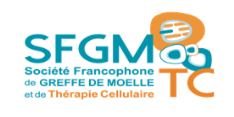 SFGM
TC
Société Francophone
de GREFFE DE MOELLE
et de Thérapie Cellulaire